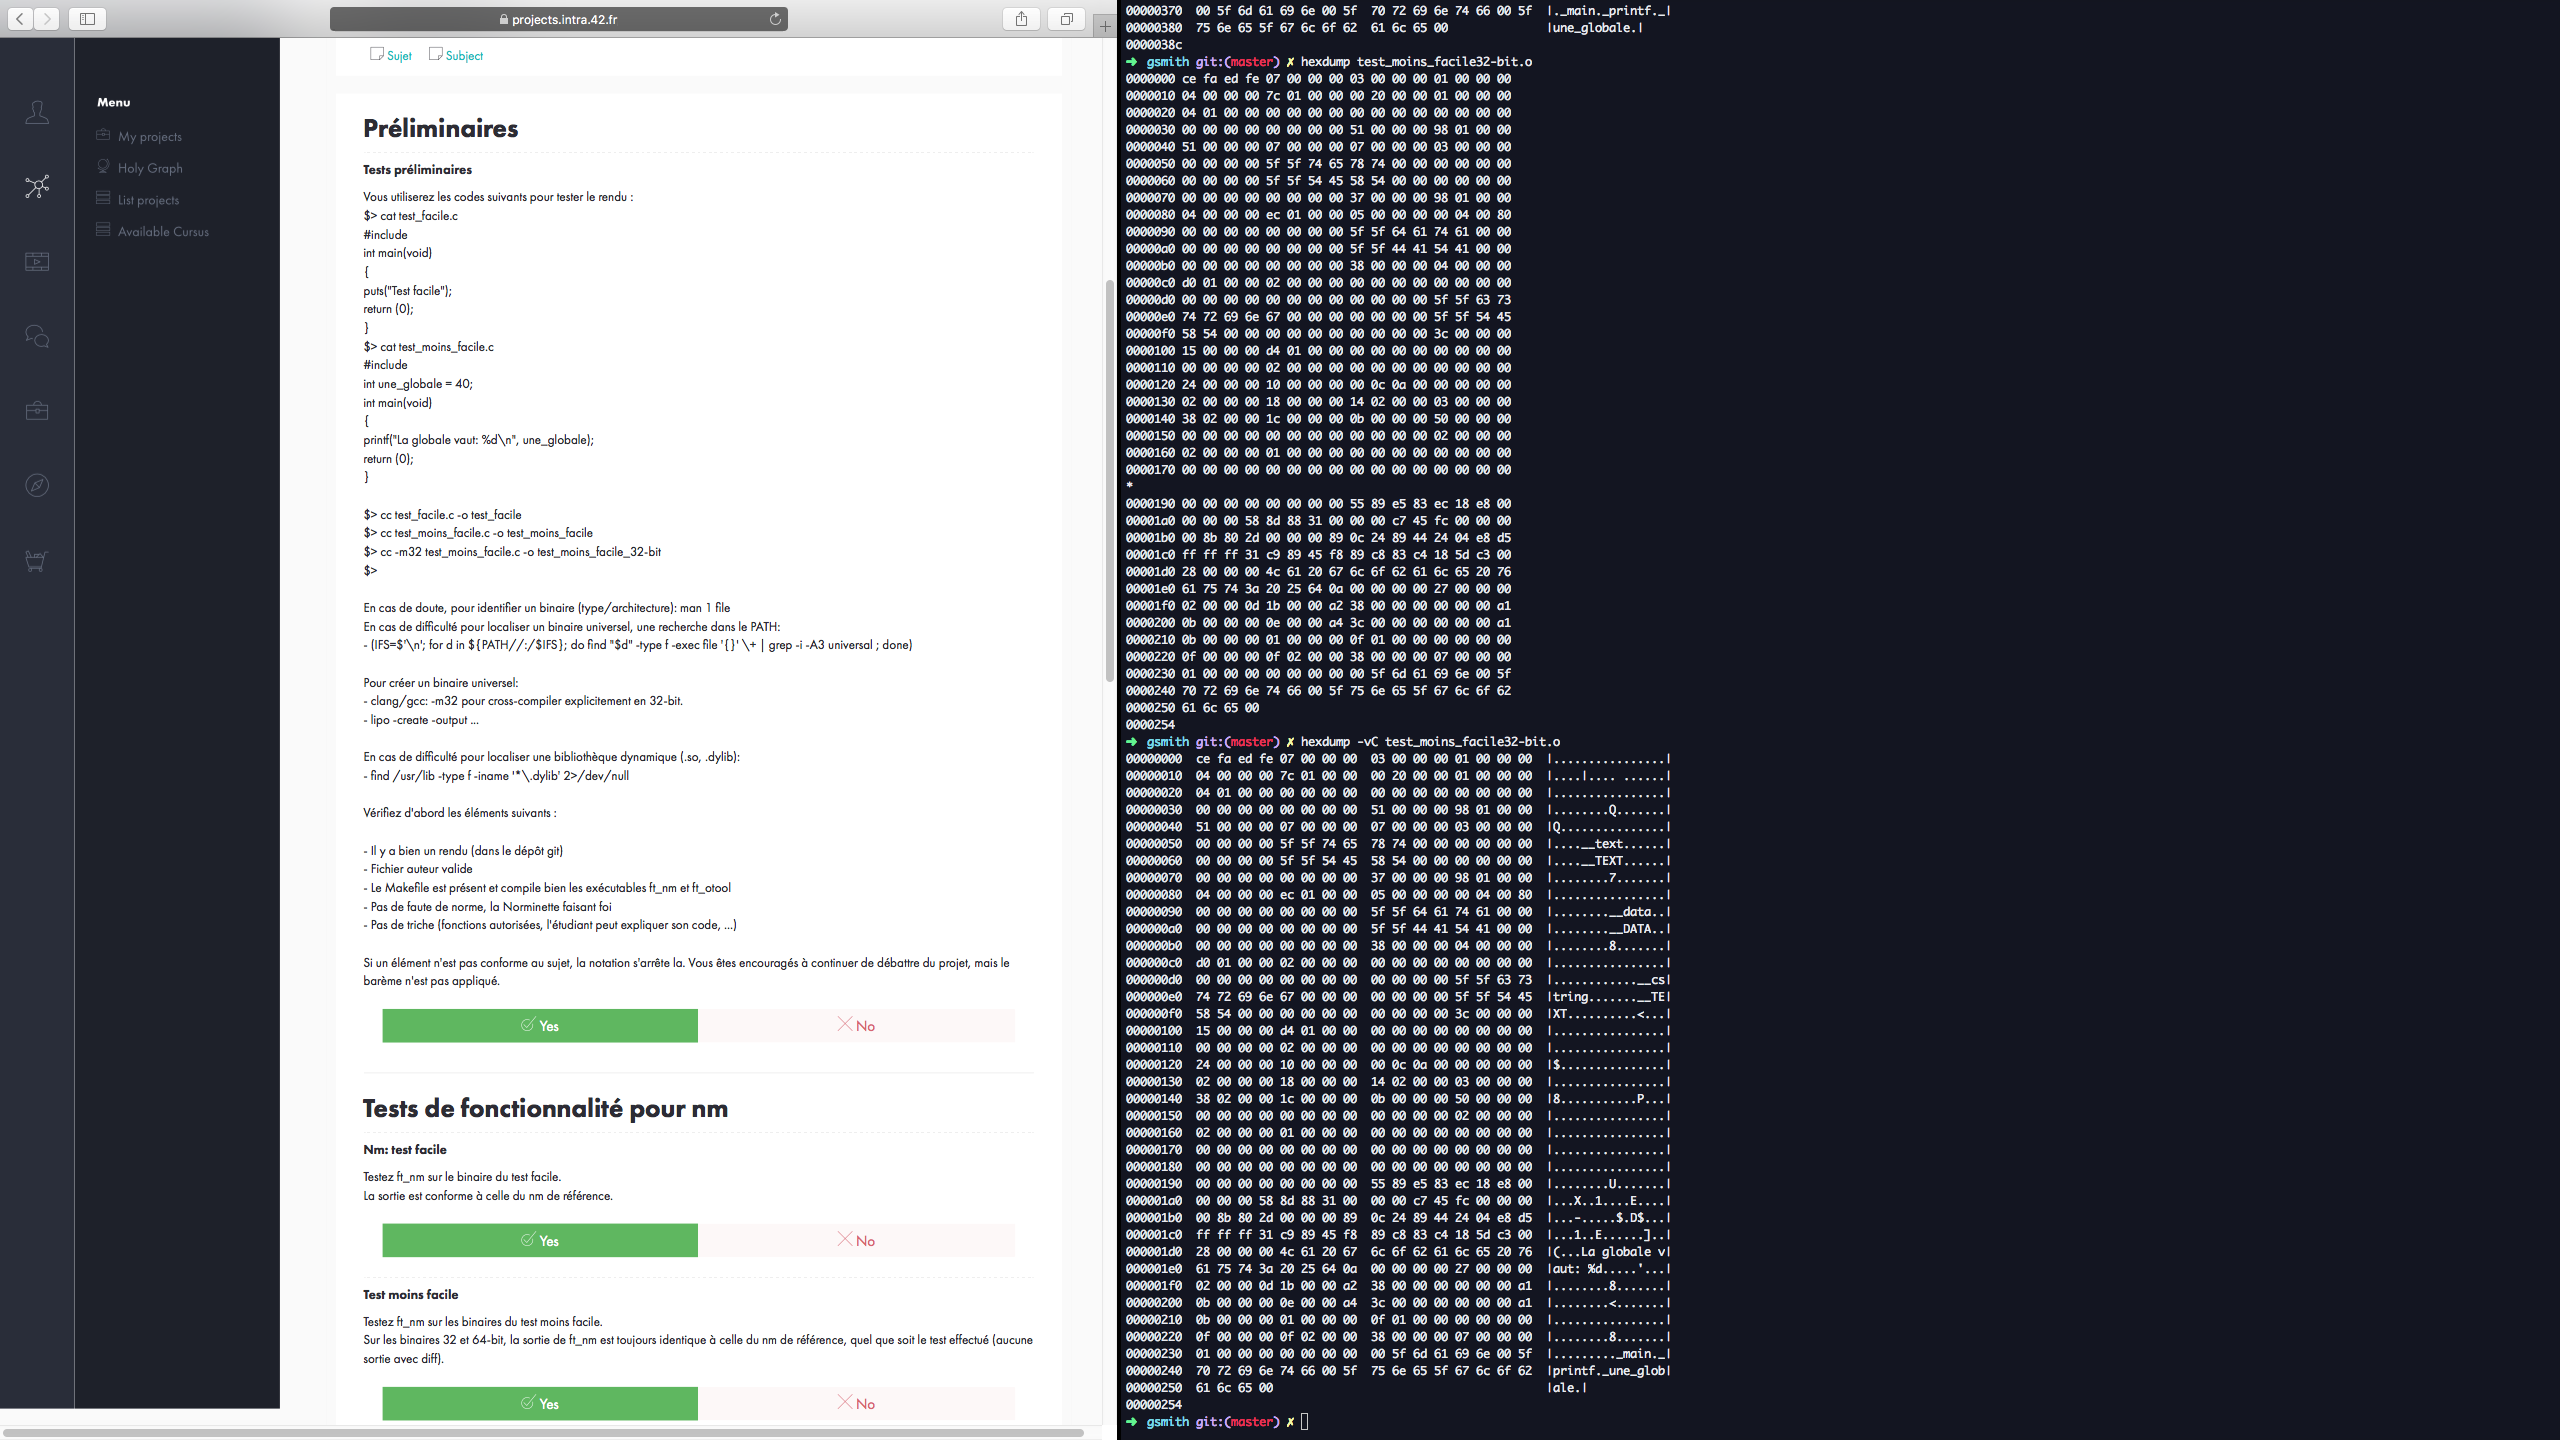 projects.intra.42.fr
Menu
My projects
Holy Graph
List projects
Available Cursus
Sujet Subject
Préliminaires
Tests préliminaires
Vous utiliserez les codes suivants pour tester le rendu :
$> cat test_facile.c
#include
int main(void)
{
puts("Test facile");
return (0);
}
$> cat test_moins_facile.c
#include
int une_globale = 40;
int main(void)
{
printf("La globale vaut: %d\n", une_globale);
return (0);
}
$> cc test_facile.c -o test_facile
$> cc test_moins_facile.c -o test_moins_facile
$> cc -m32 test_moins_facile.c -o test_moins_facile_32-bit
$>
En cas de doute, pour identifier un binaire (type/architecture): man 1 file
En cas de difficulté pour localiser un binaire universel, une recherche dans le PATH:
- (IFS=$'\n'; for d in ${PATH//:/$IFS}; do find "$d" -type f -exec file '{}' \+ | grep -i -A3 universal ; done)
Pour créer un binaire universel:
- clang/gcc: -m32 pour cross-compiler explicitement en 32-bit.
- lipo -create -output ...
En cas de difficulté pour localiser une bibliothèque dynamique (.so, .dylib):
- find /usr/lib -type f -iname '*\.dylib' 2>/dev/null
Vérifiez d'abord les éléments suivants :
- Il y a bien un rendu (dans le dépôt git)
- Fichier auteur valide
- Le Makefile est présent et compile bien les exécutables ft_nm et ft_otool
- Pas de faute de norme, la Norminette faisant foi
- Pas de triche (fonctions autorisées, l'étudiant peut expliquer son code, ...)
Si un élément n'est pas conforme au sujet, la notation s'arrête la. Vous êtes encouragés à continuer de débattre du projet, mais le
barème n'est pas appliqué.
Yes No
Tests de fonctionnalité pour nm
Nm: test facile
Testez ft_nm sur le binaire du test facile.
La sortie est conforme à celle du nm de référence.
Yes No
Test moins facile
Testez ft_nm sur les binaires du test moins facile.
Sur les binaires 32 et 64-bit, la sortie de ft_nm est toujours identique à celle du nm de référence, quel que soit le test effectué (aucune
sortie avec diff).
Yes No
00000370  00 5f 6d 61 69 6e 00 5f  70 72 69 6e 74 66 00 5f  |._main._printf._|
00000380  75 6e 65 5f 67 6c 6f 62  61 6c 65 00              |une_globale.|
0000038c
➜  gsmith git:(master) ✗ hexdump test_moins_facile32-bit.o
0000000 ce fa ed fe 07 00 00 00 03 00 00 00 01 00 00 00
0000010 04 00 00 00 7c 01 00 00 00 20 00 00 01 00 00 00
0000020 04 01 00 00 00 00 00 00 00 00 00 00 00 00 00 00
0000030 00 00 00 00 00 00 00 00 51 00 00 00 98 01 00 00
0000040 51 00 00 00 07 00 00 00 07 00 00 00 03 00 00 00
0000050 00 00 00 00 5f 5f 74 65 78 74 00 00 00 00 00 00
0000060 00 00 00 00 5f 5f 54 45 58 54 00 00 00 00 00 00
0000070 00 00 00 00 00 00 00 00 37 00 00 00 98 01 00 00
0000080 04 00 00 00 ec 01 00 00 05 00 00 00 00 04 00 80
0000090 00 00 00 00 00 00 00 00 5f 5f 64 61 74 61 00 00
00000a0 00 00 00 00 00 00 00 00 5f 5f 44 41 54 41 00 00
00000b0 00 00 00 00 00 00 00 00 38 00 00 00 04 00 00 00
00000c0 d0 01 00 00 02 00 00 00 00 00 00 00 00 00 00 00
00000d0 00 00 00 00 00 00 00 00 00 00 00 00 5f 5f 63 73
00000e0 74 72 69 6e 67 00 00 00 00 00 00 00 5f 5f 54 45
00000f0 58 54 00 00 00 00 00 00 00 00 00 00 3c 00 00 00
0000100 15 00 00 00 d4 01 00 00 00 00 00 00 00 00 00 00
0000110 00 00 00 00 02 00 00 00 00 00 00 00 00 00 00 00
0000120 24 00 00 00 10 00 00 00 00 0c 0a 00 00 00 00 00
0000130 02 00 00 00 18 00 00 00 14 02 00 00 03 00 00 00
0000140 38 02 00 00 1c 00 00 00 0b 00 00 00 50 00 00 00
0000150 00 00 00 00 00 00 00 00 00 00 00 00 02 00 00 00
0000160 02 00 00 00 01 00 00 00 00 00 00 00 00 00 00 00
0000170 00 00 00 00 00 00 00 00 00 00 00 00 00 00 00 00
*
0000190 00 00 00 00 00 00 00 00 55 89 e5 83 ec 18 e8 00
00001a0 00 00 00 58 8d 88 31 00 00 00 c7 45 fc 00 00 00
00001b0 00 8b 80 2d 00 00 00 89 0c 24 89 44 24 04 e8 d5
00001c0 ff ff ff 31 c9 89 45 f8 89 c8 83 c4 18 5d c3 00
00001d0 28 00 00 00 4c 61 20 67 6c 6f 62 61 6c 65 20 76
00001e0 61 75 74 3a 20 25 64 0a 00 00 00 00 27 00 00 00
00001f0 02 00 00 0d 1b 00 00 a2 38 00 00 00 00 00 00 a1
0000200 0b 00 00 00 0e 00 00 a4 3c 00 00 00 00 00 00 a1
0000210 0b 00 00 00 01 00 00 00 0f 01 00 00 00 00 00 00
0000220 0f 00 00 00 0f 02 00 00 38 00 00 00 07 00 00 00
0000230 01 00 00 00 00 00 00 00 00 5f 6d 61 69 6e 00 5f
0000240 70 72 69 6e 74 66 00 5f 75 6e 65 5f 67 6c 6f 62
0000250 61 6c 65 00
0000254
➜  gsmith git:(master) ✗ hexdump -vC test_moins_facile32-bit.o
00000000  ce fa ed fe 07 00 00 00  03 00 00 00 01 00 00 00  |................|
00000010  04 00 00 00 7c 01 00 00  00 20 00 00 01 00 00 00  |....|.... ......|
00000020  04 01 00 00 00 00 00 00  00 00 00 00 00 00 00 00  |................|
00000030  00 00 00 00 00 00 00 00  51 00 00 00 98 01 00 00  |........Q.......|
00000040  51 00 00 00 07 00 00 00  07 00 00 00 03 00 00 00  |Q...............|
00000050  00 00 00 00 5f 5f 74 65  78 74 00 00 00 00 00 00  |....__text......|
00000060  00 00 00 00 5f 5f 54 45  58 54 00 00 00 00 00 00  |....__TEXT......|
00000070  00 00 00 00 00 00 00 00  37 00 00 00 98 01 00 00  |........7.......|
00000080  04 00 00 00 ec 01 00 00  05 00 00 00 00 04 00 80  |................|
00000090  00 00 00 00 00 00 00 00  5f 5f 64 61 74 61 00 00  |........__data..|
000000a0  00 00 00 00 00 00 00 00  5f 5f 44 41 54 41 00 00  |........__DATA..|
000000b0  00 00 00 00 00 00 00 00  38 00 00 00 04 00 00 00  |........8.......|
000000c0  d0 01 00 00 02 00 00 00  00 00 00 00 00 00 00 00  |................|
000000d0  00 00 00 00 00 00 00 00  00 00 00 00 5f 5f 63 73  |............__cs|
000000e0  74 72 69 6e 67 00 00 00  00 00 00 00 5f 5f 54 45  |tring.......__TE|
000000f0  58 54 00 00 00 00 00 00  00 00 00 00 3c 00 00 00  |XT..........<...|
00000100  15 00 00 00 d4 01 00 00  00 00 00 00 00 00 00 00  |................|
00000110  00 00 00 00 02 00 00 00  00 00 00 00 00 00 00 00  |................|
00000120  24 00 00 00 10 00 00 00  00 0c 0a 00 00 00 00 00  |$...............|
00000130  02 00 00 00 18 00 00 00  14 02 00 00 03 00 00 00  |................|
00000140  38 02 00 00 1c 00 00 00  0b 00 00 00 50 00 00 00  |8...........P...|
00000150  00 00 00 00 00 00 00 00  00 00 00 00 02 00 00 00  |................|
00000160  02 00 00 00 01 00 00 00  00 00 00 00 00 00 00 00  |................|
00000170  00 00 00 00 00 00 00 00  00 00 00 00 00 00 00 00  |................|
00000180  00 00 00 00 00 00 00 00  00 00 00 00 00 00 00 00  |................|
00000190  00 00 00 00 00 00 00 00  55 89 e5 83 ec 18 e8 00  |........U.......|
000001a0  00 00 00 58 8d 88 31 00  00 00 c7 45 fc 00 00 00  |...X..1....E....|
000001b0  00 8b 80 2d 00 00 00 89  0c 24 89 44 24 04 e8 d5  |...-.....$.D$...|
000001c0  ff ff ff 31 c9 89 45 f8  89 c8 83 c4 18 5d c3 00  |...1..E......]..|
000001d0  28 00 00 00 4c 61 20 67  6c 6f 62 61 6c 65 20 76  |(...La globale v|
000001e0  61 75 74 3a 20 25 64 0a  00 00 00 00 27 00 00 00  |aut: %d.....'...|
000001f0  02 00 00 0d 1b 00 00 a2  38 00 00 00 00 00 00 a1  |........8.......|
00000200  0b 00 00 00 0e 00 00 a4  3c 00 00 00 00 00 00 a1  |........<.......|
00000210  0b 00 00 00 01 00 00 00  0f 01 00 00 00 00 00 00  |................|
00000220  0f 00 00 00 0f 02 00 00  38 00 00 00 07 00 00 00  |........8.......|
00000230  01 00 00 00 00 00 00 00  00 5f 6d 61 69 6e 00 5f  |........._main._|
00000240  70 72 69 6e 74 66 00 5f  75 6e 65 5f 67 6c 6f 62  |printf._une_glob|
00000250  61 6c 65 00                                       |ale.|
00000254
➜  gsmith git:(master) ✗